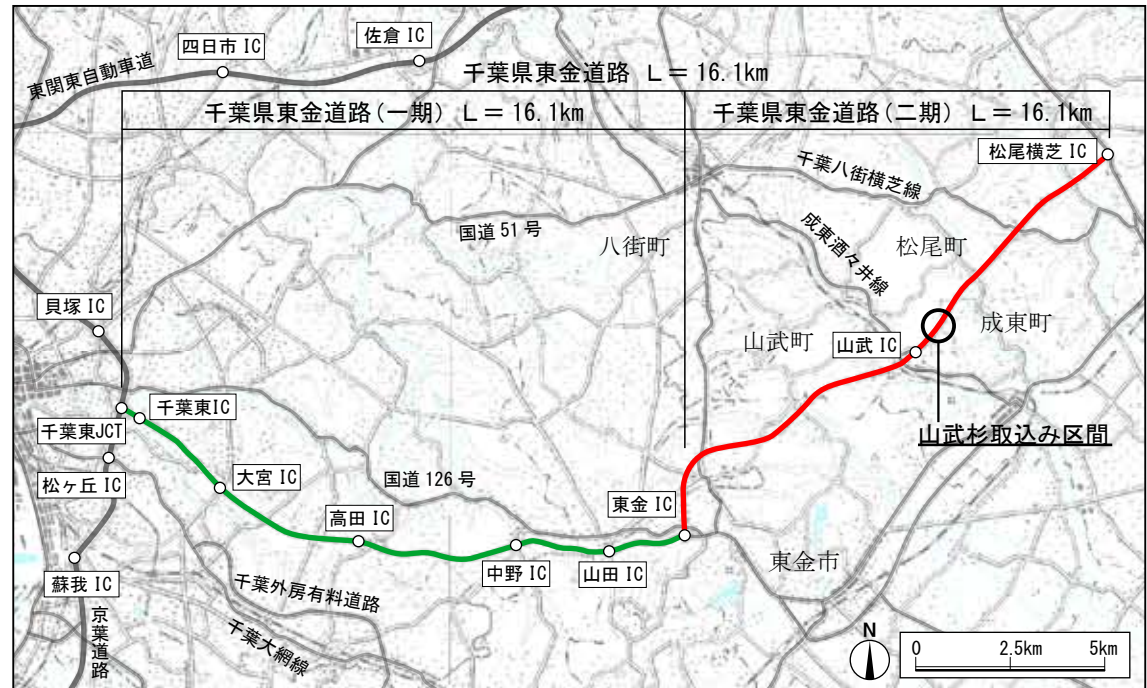 四日市 IC
佐倉 IC
東関東自動車道
千葉県東金道路 L = 16.1km
千葉県東金道路(一期) L = 16.1km
千葉県東金道路(二期) L = 16.1km
松尾横芝 IC
千葉八街横芝線
国道 51 号
八街町
成東酒々井線
松尾町
貝塚 IC
山武町
山武 IC
成東町
千葉東JCT
千葉東IC
山武杉取込み区間
松ヶ丘 IC
大宮 IC
国道 126 号
東金 IC
高田 IC
中野 IC
山田 IC
東金市
蘇我 IC
千葉外房有料道路
京葉道路
千葉大網線
N
0 2.5km 5km